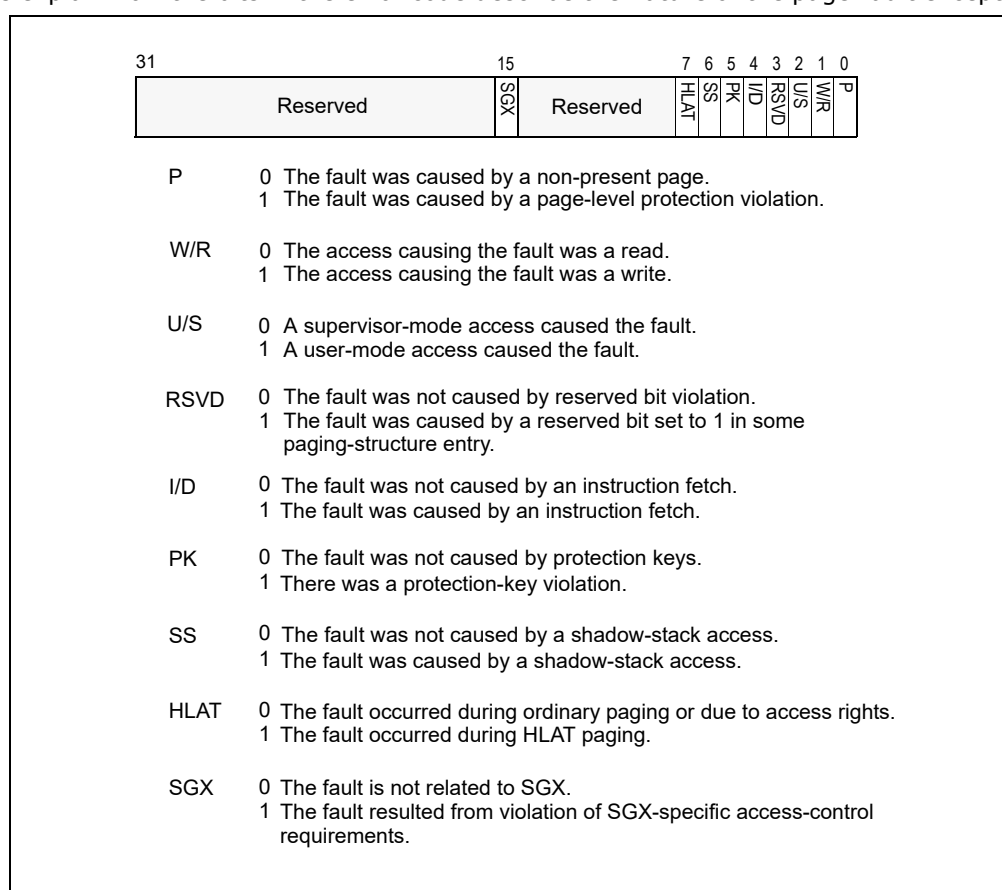 31 15 7 6 5 4 3 2 1 0
Reserved SGX Reserved HLAT SS PK I/D RSVD U/S W/R P
P 0 The fault was caused by a non-present page.
1 The fault was caused by a page-level protection violation.
W/R 0 The access causing the fault was a read.
1 The access causing the fault was a write.
U/S 0 A supervisor-mode access caused the fault.
1 A user-mode access caused the fault.
RSVD 0 The fault was not caused by reserved bit violation.
1 The fault was caused by a reserved bit set to 1 in some
paging-structure entry.
I/D 0 The fault was not caused by an instruction fetch.
1 The fault was caused by an instruction fetch.
PK 0 The fault was not caused by protection keys.
1 There was a protection-key violation.
SS 0 The fault was not caused by a shadow-stack access.
1 The fault was caused by a shadow-stack access.
HLAT 0 The fault occurred during ordinary paging or due to access rights.
1 The fault occurred during HLAT paging.
SGX 0 The fault is not related to SGX.
1 The fault resulted from violation of SGX-specific access-control
requirements.